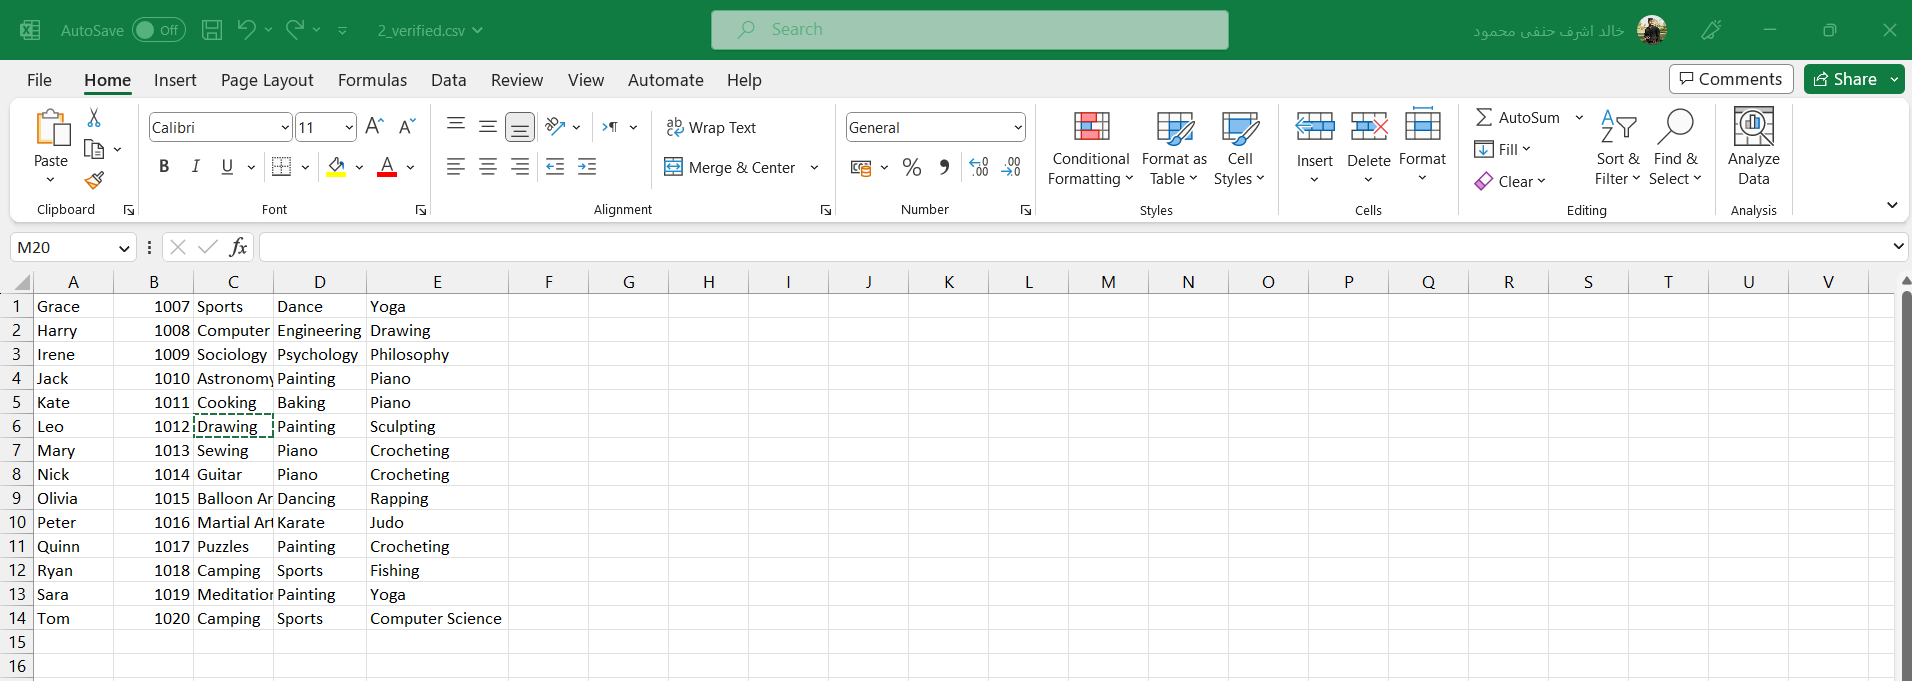 AutoSave Off 2_verified.csv Search خالد اشرف حنفى محمود
File Home Insert Page Layout Formulas Data Review View Automate Help Comments Share
Calibri 11 Wrap Text General AutoSum
Paste B I U A Merge & Center % Conditional Formatting Format as Table Cell Styles Insert Delete Format Fill Clear Sort & Filter Find & Select Analyze Data
Clipboard Font Alignment Number Styles Cells Editing Analysis
M20 fx
A B C D E F G H I J K L M N O P Q R S T U V
1 Grace 1007 Sports Dance Yoga
2 Harry 1008 Computer Engineering Drawing
3 Irene 1009 Sociology Psychology Philosophy
4 Jack 1010 Astronomy Painting Piano
5 Kate 1011 Cooking Baking Piano
6 Leo 1012 Drawing Painting Sculpting
7 Mary 1013 Sewing Piano Crocheting
8 Nick 1014 Guitar Piano Crocheting
9 Olivia 1015 Balloon Ar Dancing Rapping
10 Peter 1016 Martial Art Karate Judo
11 Quinn 1017 Puzzles Painting Crocheting
12 Ryan 1018 Camping Sports Fishing
13 Sara 1019 Meditation Painting Yoga
14 Tom 1020 Camping Sports Computer Science
15
16